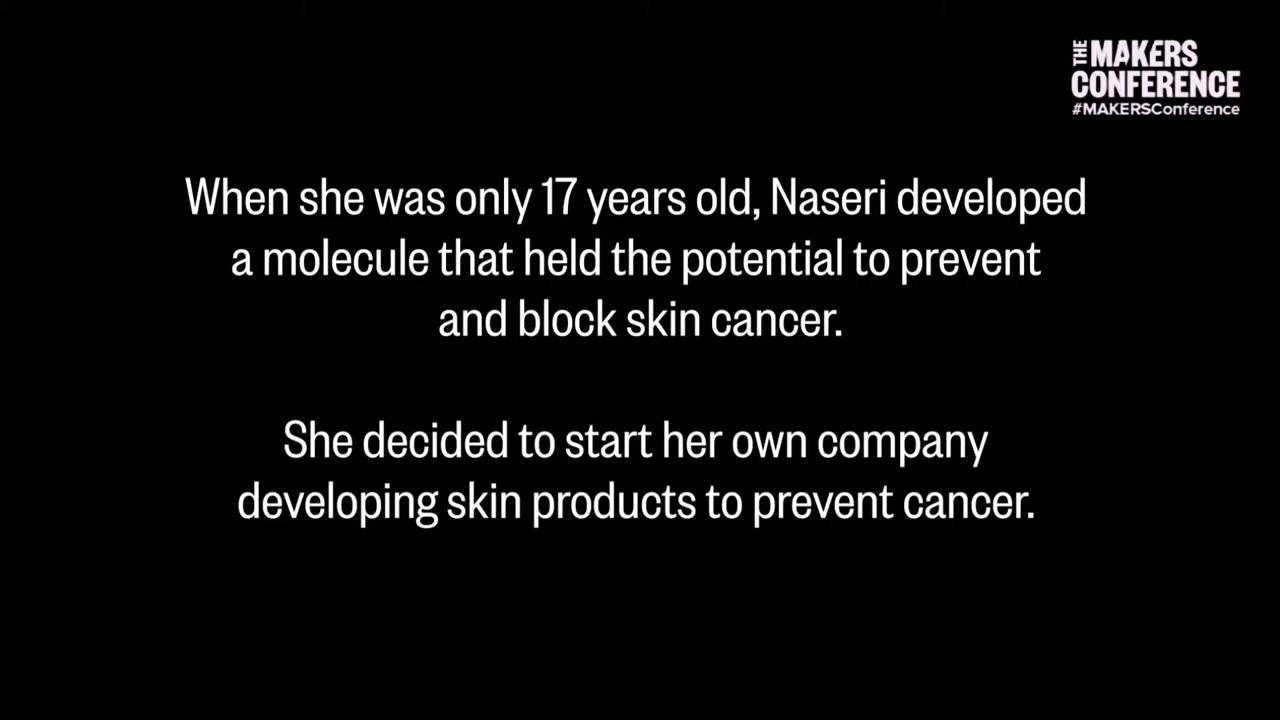 THE MAKERS
CONFERENCE
#MAKERSConference
When she was only 17 years old, Naseri developed
a molecule that held the potential to prevent
and block skin cancer.
She decided to start her own company
developing skin products to prevent cancer.